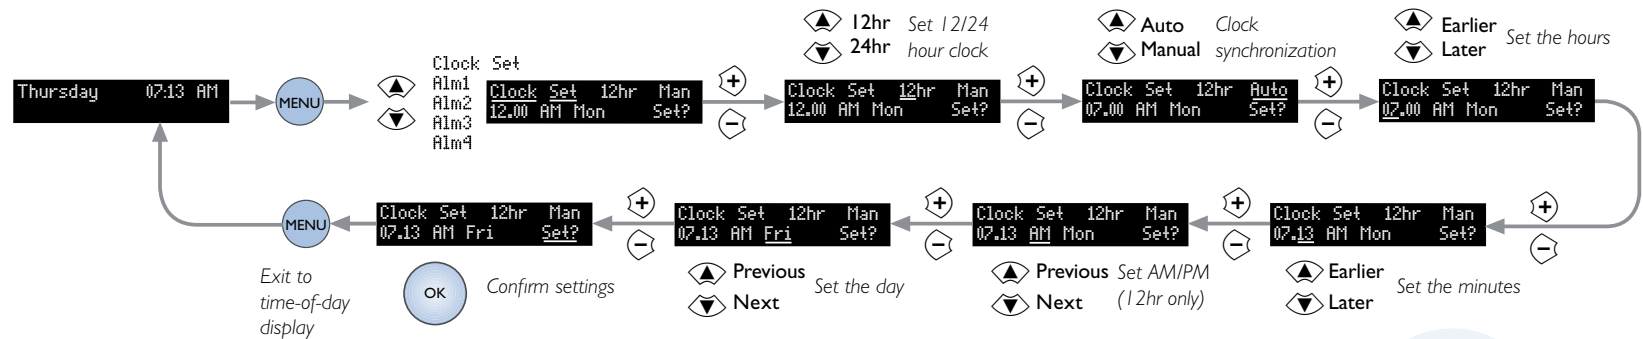 Thursday 07:13 AM
MENU
Clock Set
Alm1
Alm2
Alm3
Alm4
Clock Set 12hr Man
12.00 AM Mon Set?
+
−
12hr
24hr
Set 12/24
hour clock
Clock Set 12hr Man
12.00 AM Mon Set?
+
−
Auto
Manual
Clock
synchronization
Clock Set 12hr Auto
07.00 AM Mon Set?
+
−
Earlier
Later
Set the hours
Clock Set 12hr Man
07.00 AM Mon Set?
+
−
Clock Set 12hr Man
07.13 AM Mon Set?
Earlier
Later
Set the minutes
+
−
Clock Set 12hr Man
07.13 AM Mon Set?
Previous
Next
Set AM/PM
(12hr only)
+
−
Clock Set 12hr Man
07.13 AM Fri Set?
Previous
Next
Set the day
+
−
Clock Set 12hr Man
07.13 AM Fri Set?
OK
Confirm settings
MENU
Exit to
time-of-day
display